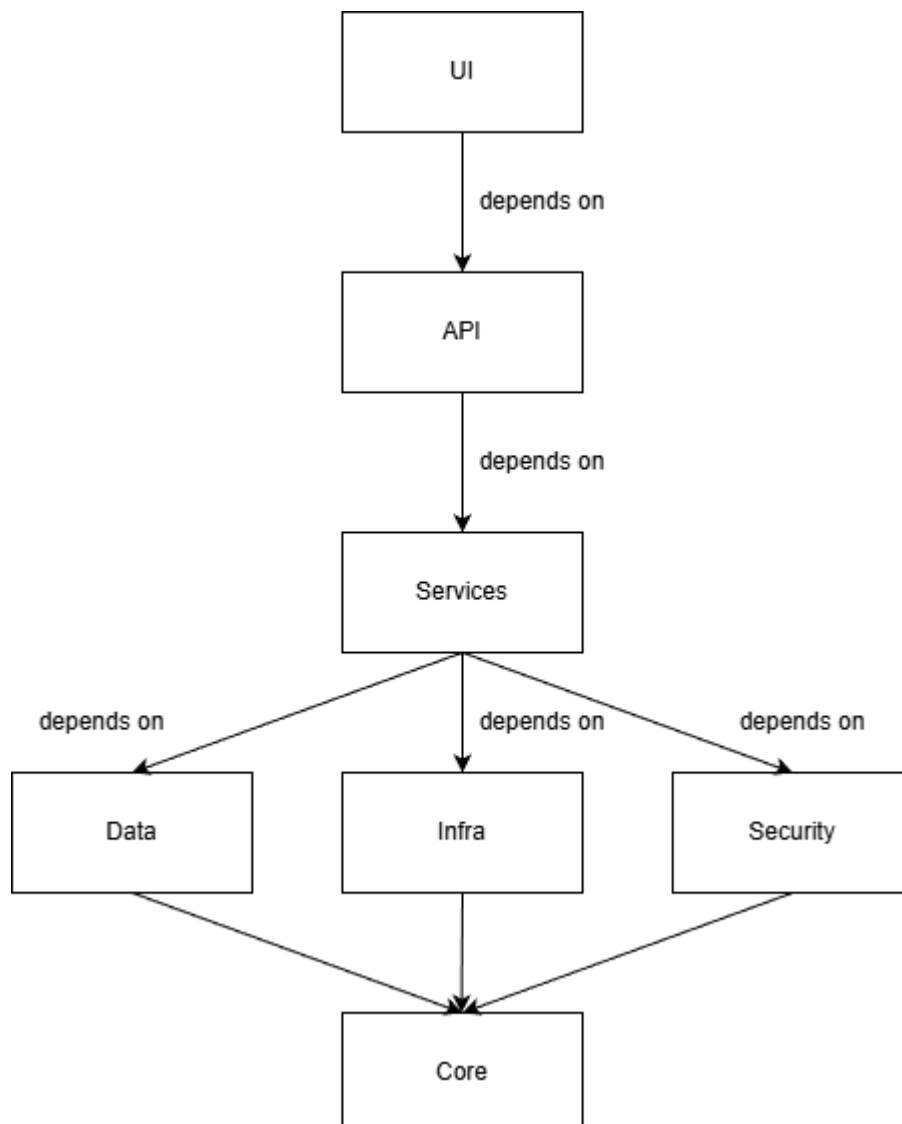 UI
depends on
API
depends on
Services
depends on
depends on
depends on
Data
Infra
Security
Core